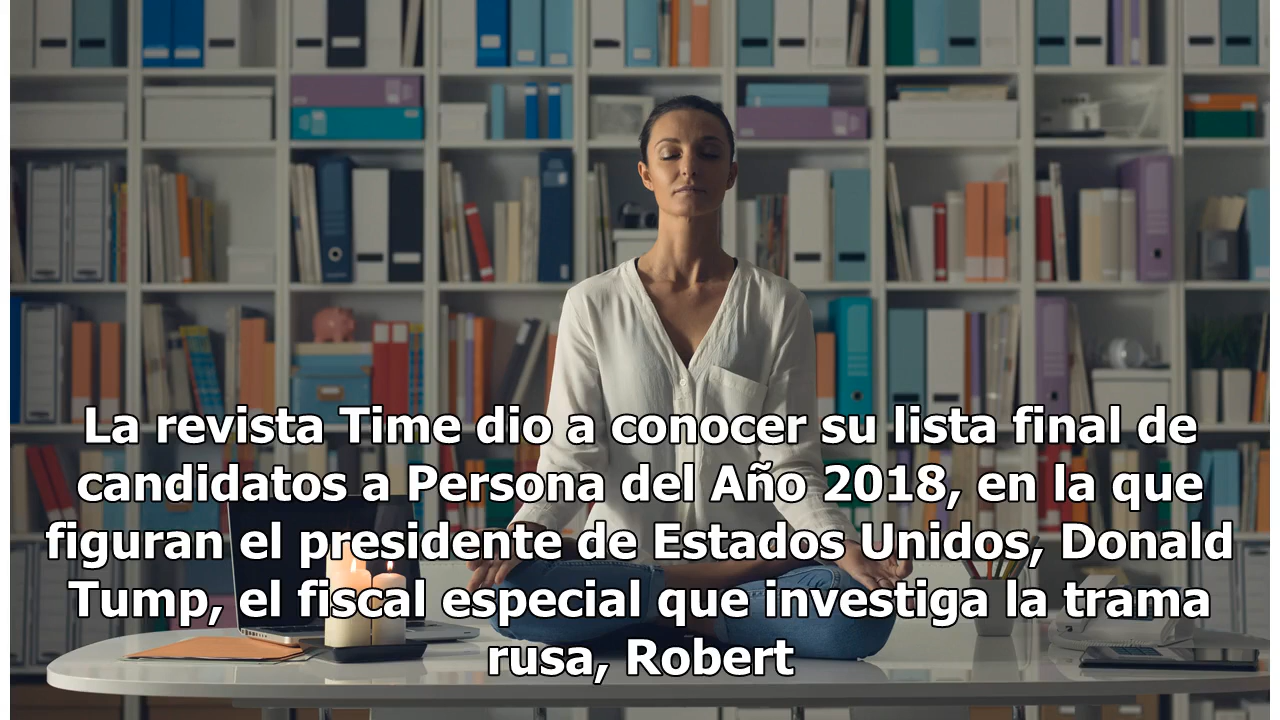 La revista Time dio a conocer su lista final de
candidatos a Persona del Año 2018, en la que
figuran el presidente de Estados Unidos, Donald
Tump, el fiscal especial que investiga la trama
rusa, Robert